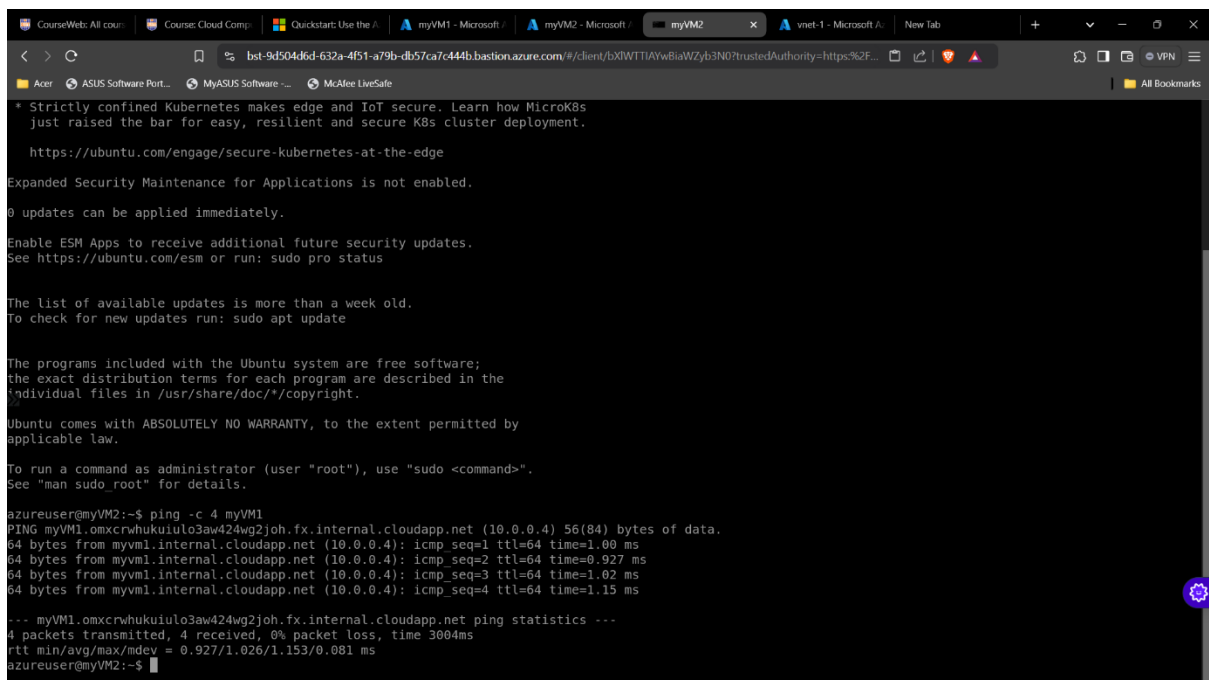 CourseWeb: All cours
Course: Cloud Comp
Quickstart: Use the A
myVM1 - Microsoft A
myVM2 - Microsoft A
myVM2
vnet-1 - Microsoft Az
New Tab
bst-9d504d6d-632a-4f51-a79b-db57ca7c444b.bastion.azure.com/#/client/bXlWTTIAYwBiaWZyb3N0?trustedAuthority=https:%2F...
VPN
Acer
ASUS Software Port...
MyASUS Software -...
McAfee LiveSafe
All Bookmarks
* Strictly confined Kubernetes makes edge and IoT secure. Learn how MicroK8s
just raised the bar for easy, resilient and secure K8s cluster deployment.
https://ubuntu.com/engage/secure-kubernetes-at-the-edge
Expanded Security Maintenance for Applications is not enabled.
0 updates can be applied immediately.
Enable ESM Apps to receive additional future security updates.
See https://ubuntu.com/esm or run: sudo pro status
The list of available updates is more than a week old.
To check for new updates run: sudo apt update
The programs included with the Ubuntu system are free software;
the exact distribution terms for each program are described in the
individual files in /usr/share/doc/*/copyright.
Ubuntu comes with ABSOLUTELY NO WARRANTY, to the extent permitted by
applicable law.
To run a command as administrator (user "root"), use "sudo <command>".
See "man sudo_root" for details.
azureuser@myVM2:~$ ping -c 4 myVM1
PING myVM1.omxcrwhukuiulo3aw424wg2joh.fx.internal.cloudapp.net (10.0.0.4) 56(84) bytes of data.
64 bytes from myvm1.internal.cloudapp.net (10.0.0.4): icmp_seq=1 ttl=64 time=1.00 ms
64 bytes from myvm1.internal.cloudapp.net (10.0.0.4): icmp_seq=2 ttl=64 time=0.927 ms
64 bytes from myvm1.internal.cloudapp.net (10.0.0.4): icmp_seq=3 ttl=64 time=1.02 ms
64 bytes from myvm1.internal.cloudapp.net (10.0.0.4): icmp_seq=4 ttl=64 time=1.15 ms
--- myVM1.omxcrwhukuiulo3aw424wg2joh.fx.internal.cloudapp.net ping statistics ---
4 packets transmitted, 4 received, 0% packet loss, time 3004ms
rtt min/avg/max/mdev = 0.927/1.026/1.153/0.081 ms
azureuser@myVM2:~$